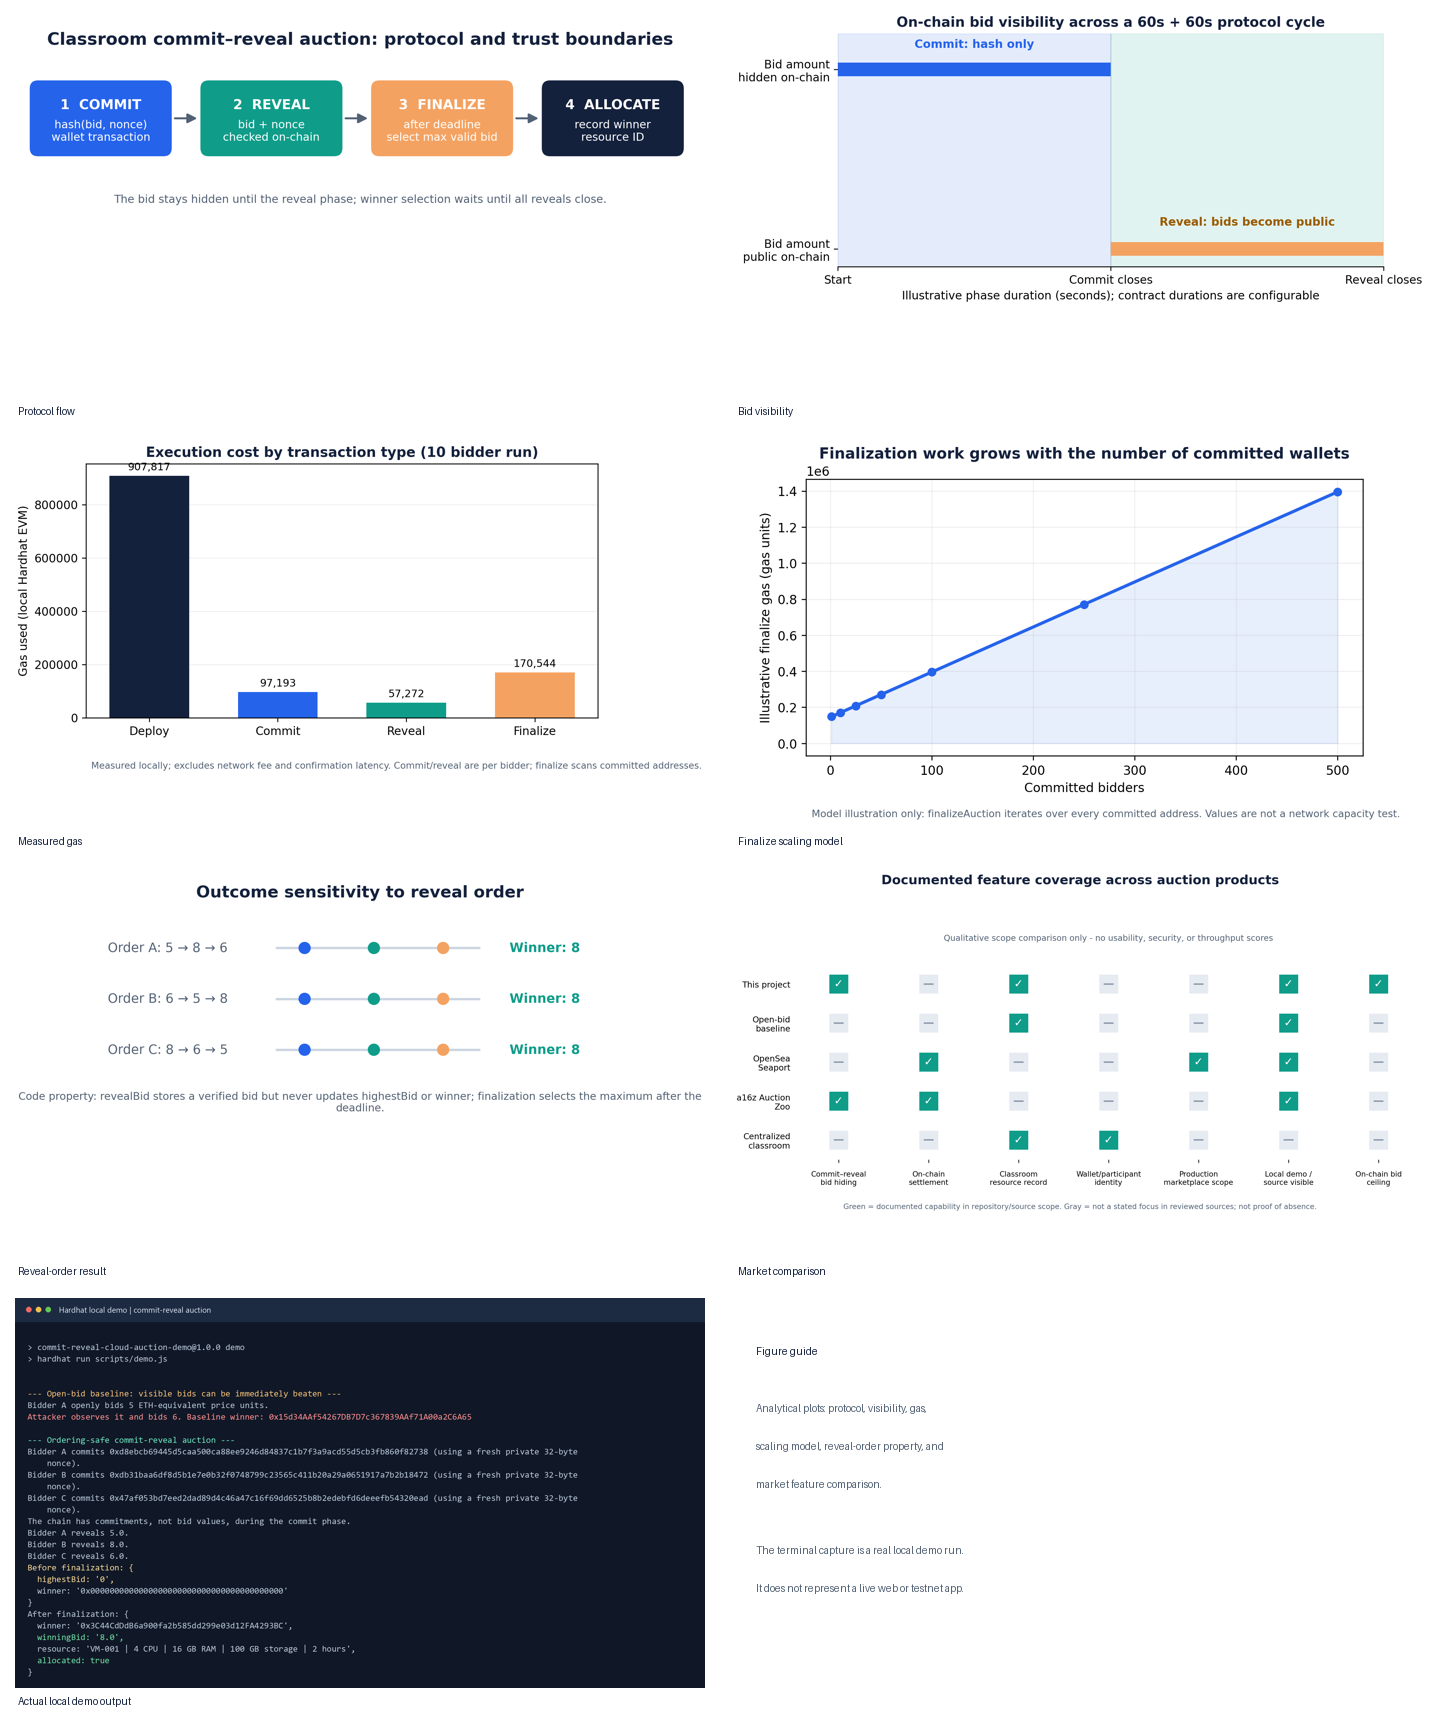 Classroom commit–reveal auction: protocol and trust boundaries
1 COMMIT
hash(bid, nonce)
wallet transaction
2 REVEAL
bid + nonce
checked on-chain
3 FINALIZE
after deadline
select max valid bid
4 ALLOCATE
record winner
resource ID
The bid stays hidden until the reveal phase; winner selection waits until all reveals close.
Protocol flow
On-chain bid visibility across a 60s + 60s protocol cycle
Commit: hash only
Bid amount
hidden on-chain
Reveal: bids become public
Bid amount
public on-chain
Start
Commit closes
Reveal closes
Illustrative phase duration (seconds); contract durations are configurable
Bid visibility
Execution cost by transaction type (10 bidder run)
Gas used (local Hardhat EVM)
800000
600000
400000
200000
0
907,817
97,193
57,272
170,544
Deploy
Commit
Reveal
Finalize
Measured locally; excludes network fee and confirmation latency. Commit/reveal are per bidder; finalize scans committed addresses.
Measured gas
Finalization work grows with the number of committed wallets
1e6
Illustrative finalize gas (gas units)
1.4
1.2
1.0
0.8
0.6
0.4
0.2
0.0
0
100
200
300
400
500
Committed bidders
Model illustration only: finalizeAuction iterates over every committed address. Values are not a network capacity test.
Finalize scaling model
Outcome sensitivity to reveal order
Order A: 5 → 8 → 6
Winner: 8
Order B: 6 → 5 → 8
Winner: 8
Order C: 8 → 6 → 5
Winner: 8
Code property: revealBid stores a verified bid but never updates highestBid or winner; finalization selects the maximum after the
deadline.
Reveal-order result
Documented feature coverage across auction products
Qualitative scope comparison only - no usability, security, or throughput scores
This project
✓ — ✓ — — ✓ ✓
Open-bid
baseline
— — ✓ — — ✓ —
OpenSea
Seaport
— ✓ — — ✓ ✓ —
a16z Auction
Zoo
✓ ✓ — — — ✓ —
Centralized
classroom
— — ✓ ✓ — — —
Commit–reveal
bid hiding
On-chain
settlement
Classroom
resource record
Wallet/participant
identity
Production
marketplace scope
Local demo /
source visible
On-chain bid
ceiling
Green = documented capability in repository/source scope. Gray = not a stated focus in reviewed sources; not proof of absence.
Market comparison
Hardhat local demo | commit-reveal auction
> commit-reveal-cloud-auction-demo@1.0.0 demo
> hardhat run scripts/demo.js
--- Open-bid baseline: visible bids can be immediately beaten ---
Bidder A openly bids 5 ETH-equivalent price units.
Attacker observes it and bids 6. Baseline winner: 0x15d34AAf54267DB7D7c367839AAf71A00a2C6A65
--- Ordering-safe commit-reveal auction ---
Bidder A commits 0xd8ebcb69445d5caa500ca88ee9246d84837c1b7f3a9acd55d5cb3fb860f82738 (using a fresh private 32-byte
nonce).
Bidder B commits 0xdb31baa6df8d5b1e7e0b32f0748799c23565c411b20a29a0651917a7b2b18472 (using a fresh private 32-byte
nonce).
Bidder C commits 0x47af053bd7eed2dad89d4c46a47c16f69dd6525b8b2edebfd6deeefb54320ead (using a fresh private 32-byte
nonce).
The chain has commitments, not bid values, during the commit phase.
Bidder A reveals 5.0.
Bidder B reveals 8.0.
Bidder C reveals 6.0.
Before finalization: {
highestBid: '0',
winner: '0x0000000000000000000000000000000000000000'
}
After finalization: {
winner: '0x3C44CdDdB6a900fa2b585dd299e03d12FA4293BC',
winningBid: '8.0',
resource: 'VM-001 | 4 CPU | 16 GB RAM | 100 GB storage | 2 hours',
allocated: true
}
Actual local demo output
Figure guide
Analytical plots: protocol, visibility, gas,
scaling model, reveal-order property, and
market feature comparison.
The terminal capture is a real local demo run.
It does not represent a live web or testnet app.